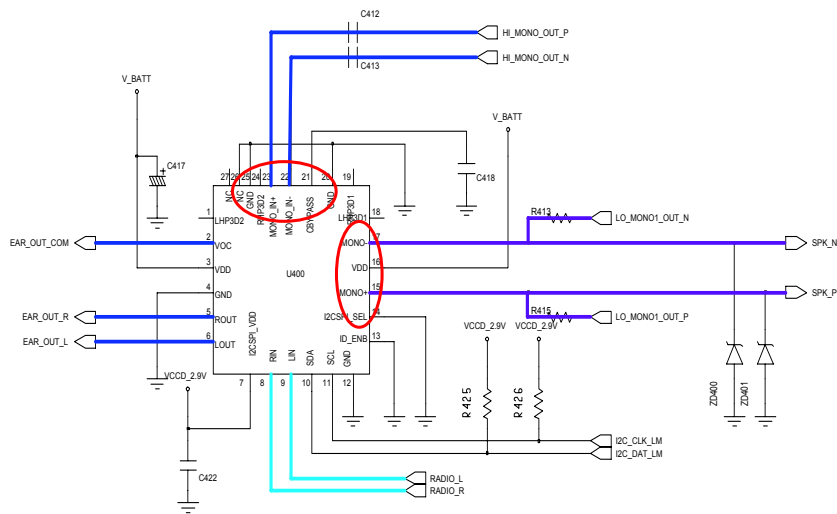 C412
HI_MONO_OUT_P
C413
HI_MONO_OUT_N
V_BATT
V_BATT
C417
C418
27
26
25
24
23
22
21
20
19
NC
NC
GND
RHP3D2
MONO_IN+
MONO_IN-
CBYPASS
GND
RHP3D1
1
LHP3D2
LHP3D1
18
R413
LO_MONO1_OUT_N
EAR_OUT_COM
2
VOC
MONO-
17
SPK_N
3
VDD
U400
VDD
16
4
GND
MONO+
15
SPK_P
EAR_OUT_R
5
ROUT
I2CSPI_SEL
14
R415
LO_MONO1_OUT_P
EAR_OUT_L
6
LOUT
I2CSPI_VDD
RIN
LIN
SDA
SCL
GND
ID_ENB
13
VCCD_2.9V
VCCD_2.9V
VCCD_2.9V
7
8
9
10
11
12
R425
R426
ZD400
ZD401
I2C_CLK_LM
I2C_DAT_LM
C422
RADIO_L
RADIO_R